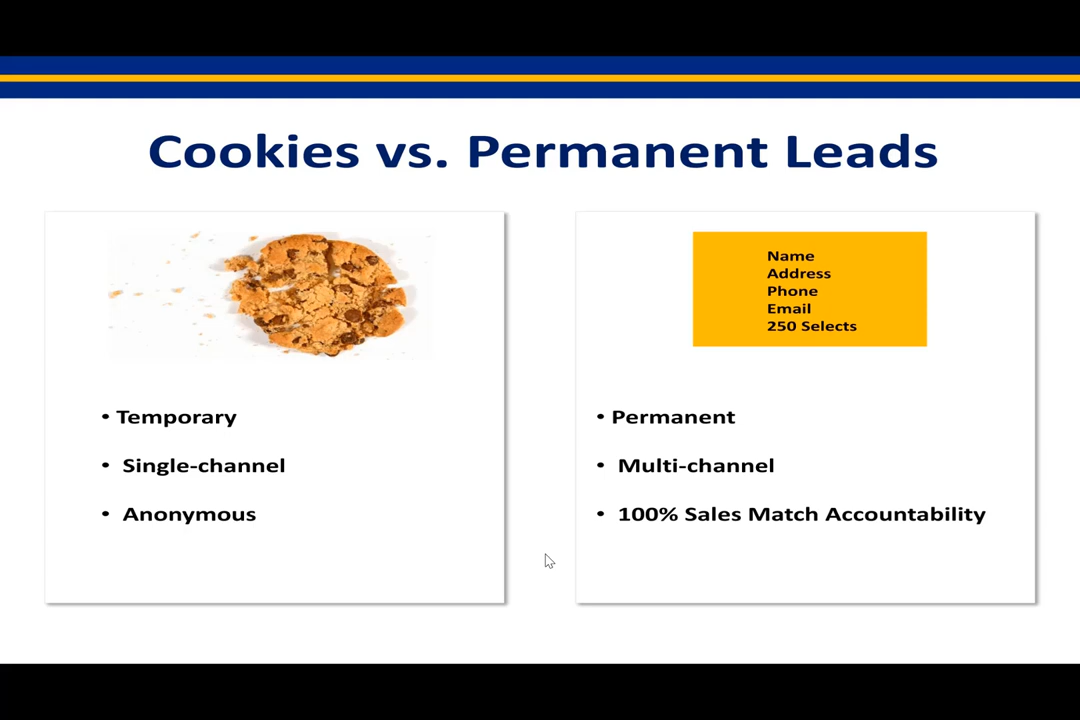 Cookies vs. Permanent Leads
• Temporary
• Single-channel
• Anonymous
Name
Address
Phone
Email
250 Selects
• Permanent
• Multi-channel
• 100% Sales Match Accountability